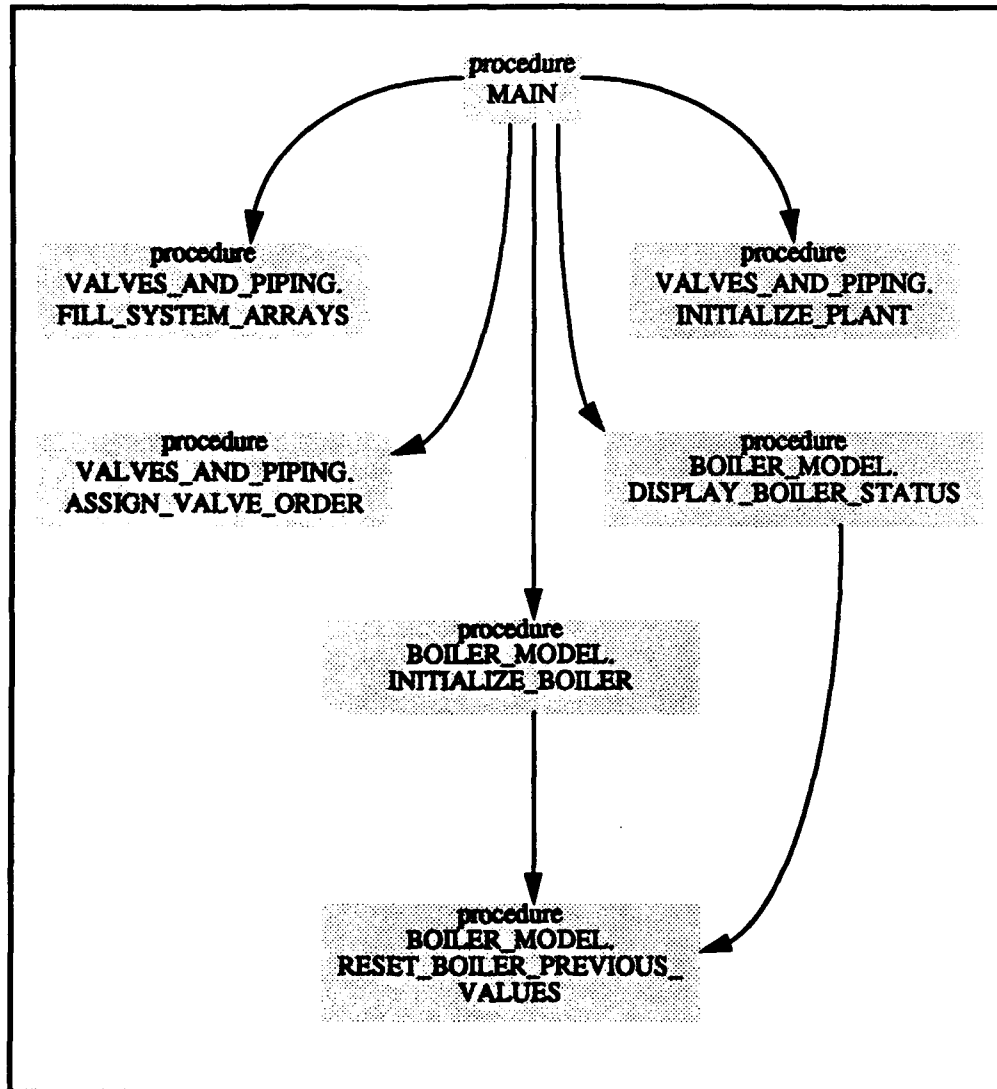 procedure
MAIN
procedure
VALVES_AND_PIPING.
FILL_SYSTEM_ARRAYS
procedure
VALVES_AND_PIPING.
INITIALIZE_PLANT
procedure
VALVES_AND_PIPING.
ASSIGN_VALVE_ORDER
procedure
BOILER_MODEL.
DISPLAY_BOILER_STATUS
procedure
BOILER_MODEL.
INITIALIZE_BOILER
procedure
BOILER_MODEL.
RESET_BOILER_PREVIOUS_
VALUES